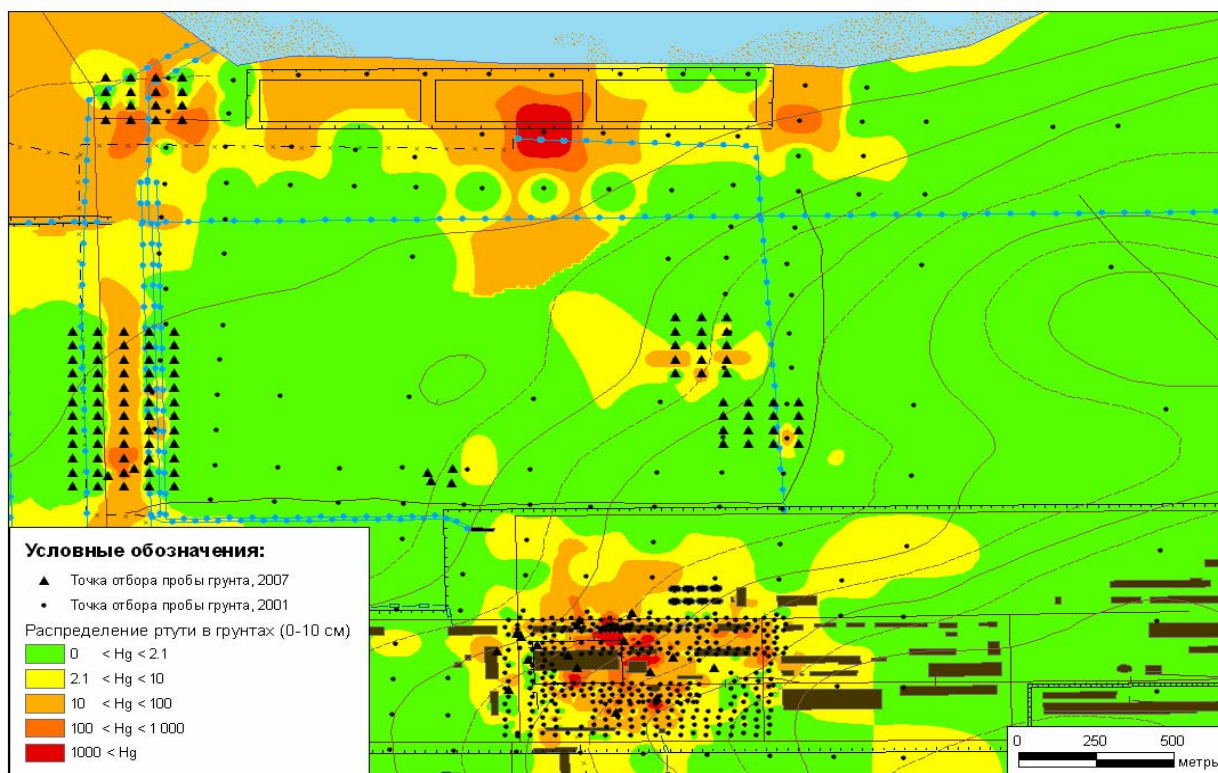 Условные обозначения:
Точка отбора пробы грунта, 2007
Точка отбора пробы грунта, 2001
Распределение ртути в грунтах (0-10 см)
0 < Hg < 2.1
2.1 < Hg < 10
10 < Hg < 100
100 < Hg < 1 000
1000 < Hg
0 250 500
метры